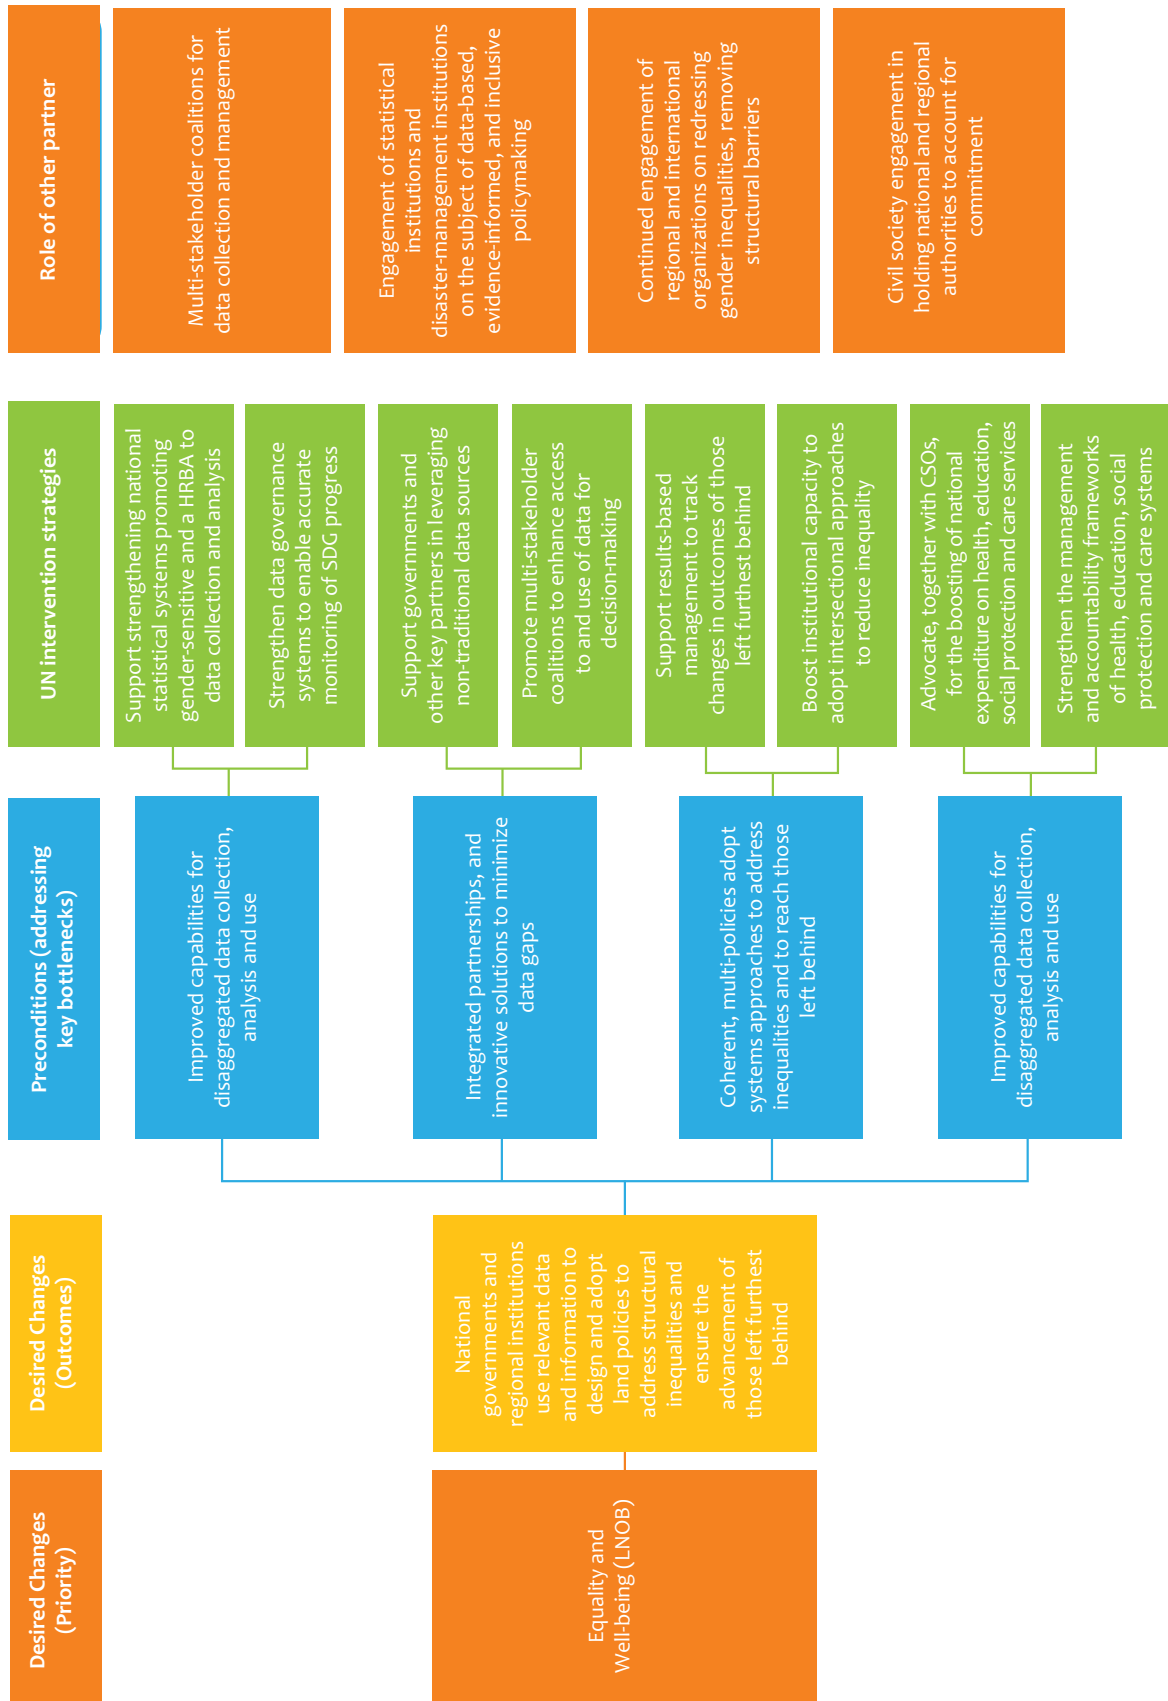 Desired Changes
(Priority)
Desired Changes
(Outcomes)
Preconditions (addressing
key bottlenecks)
UN intervention strategies
Role of other partner
Equality and
Well-being (LNOB)
National
governments and
regional institutions
use relevant data
and information to
design and adopt
land policies to
address structural
inequalities and
ensure the
advancement of
those left furthest
behind
Improved capabilities for
disaggregated data collection,
analysis and use
Integrated partnerships, and
innovative solutions to minimize
data gaps
Coherent, multi-policies adopt
systems approaches to address
inequalities and to reach those
left behind
Improved capabilities for
disaggregated data collection,
analysis and use
Support strengthening national
statistical systems promoting
gender-sensitive and a HRBA to
data collection and analysis
Strengthen data governance
systems to enable accurate
monitoring of SDG progress
Support governments and
other key partners in leveraging
non-traditional data sources
Promote multi-stakeholder
coalitions to enhance access
to and use of data for
decision-making
Support results-based
management to track
changes in outcomes of those
left furthest behind
Boost institutional capacity to
adopt intersectional approaches
to reduce inequality
Advocate, together with CSOs,
for the boosting of national
expenditure on health, education,
social protection and care services
Strengthen the management
and accountability frameworks
of health, education, social
protection and care systems
Multi-stakeholder coalitions for
data collection and management
Engagement of statistical
institutions and
disaster-management institutions
on the subject of data-based,
evidence-informed, and inclusive
policymaking
Continued engagement of
regional and international
organizations on redressing
gender inequalities, removing
structural barriers
Civil society engagement in
holding national and regional
authorities to account for
commitment